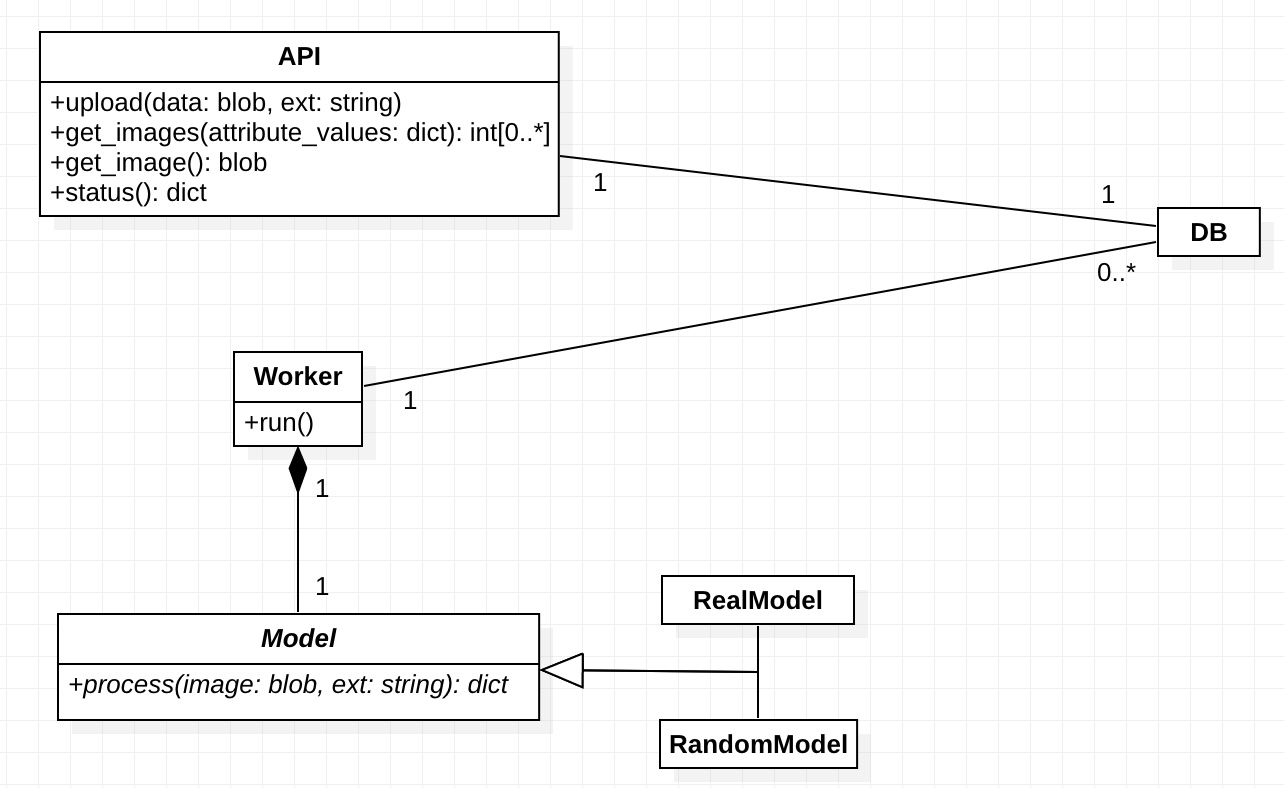 API
+upload(data: blob, ext: string)
+get_images(attribute_values: dict): int[0..*]
+get_image(): blob
+status(): dict
1
1
DB
0..*
Worker
+run()
1
1
1
Model
+process(image: blob, ext: string): dict
RealModel
RandomModel